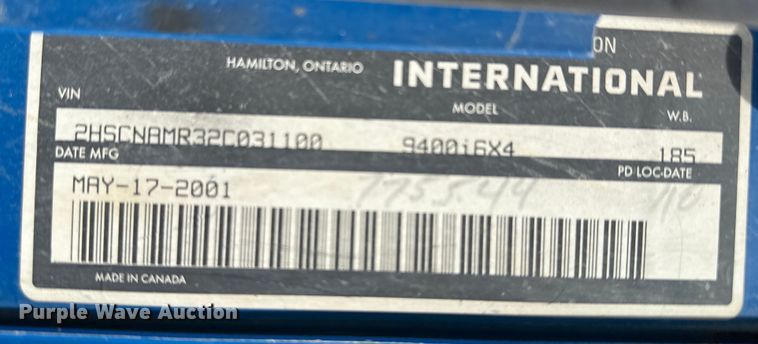 ON
HAMILTON, ONTARIO INTERNATIONAL
VIN MODEL W.B.
2HSCNAMR32C031100 9400i6X4 185
DATE MFG PD LOC-DATE
MAY-17-2001 775544
MADE IN CANADA
Purple Wave Auction